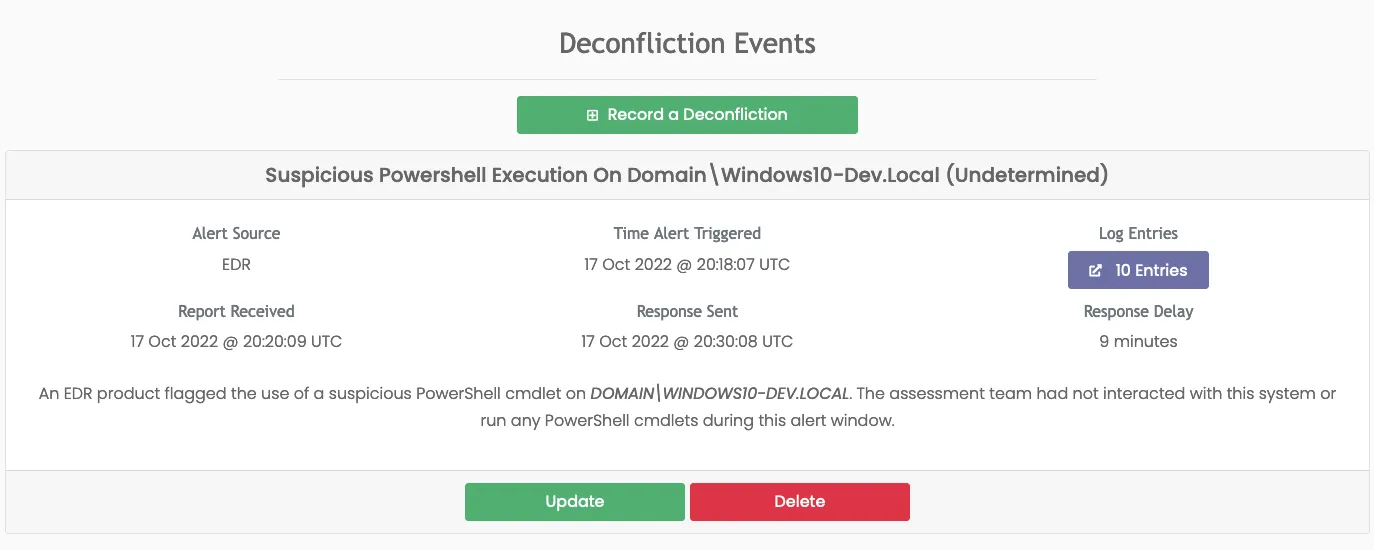 Deconfliction Events
Record a Deconfliction
Suspicious Powershell Execution On Domain\Windows10-Dev.Local (Undetermined)
Alert Source
Time Alert Triggered
Log Entries
EDR
17 Oct 2022 @ 20:18:07 UTC
10 Entries
Report Received
Response Sent
Response Delay
17 Oct 2022 @ 20:20:09 UTC
17 Oct 2022 @ 20:30:08 UTC
9 minutes
An EDR product flagged the use of a suspicious PowerShell cmdlet on DOMAIN\WINDOWS10-DEV.LOCAL. The assessment team had not interacted with this system or
run any PowerShell cmdlets during this alert window.
Update
Delete